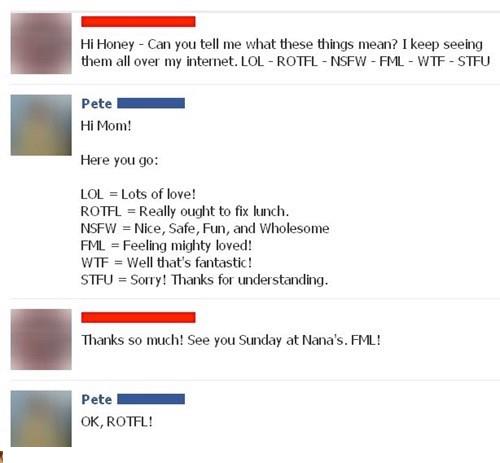 Hi Honey - Can you tell me what these things mean? I keep seeing
them all over my internet. LOL - ROTFL - NSFW - FML - WTF - STFU
Pete
Hi Mom!
Here you go:
LOL = Lots of love!
ROTFL = Really ought to fix lunch.
NSFW = Nice, Safe, Fun, and Wholesome
FML = Feeling mighty loved!
WTF = Well that's fantastic!
STFU = Sorry! Thanks for understanding.
Thanks so much! See you Sunday at Nana's. FML!
Pete
OK, ROTFL!